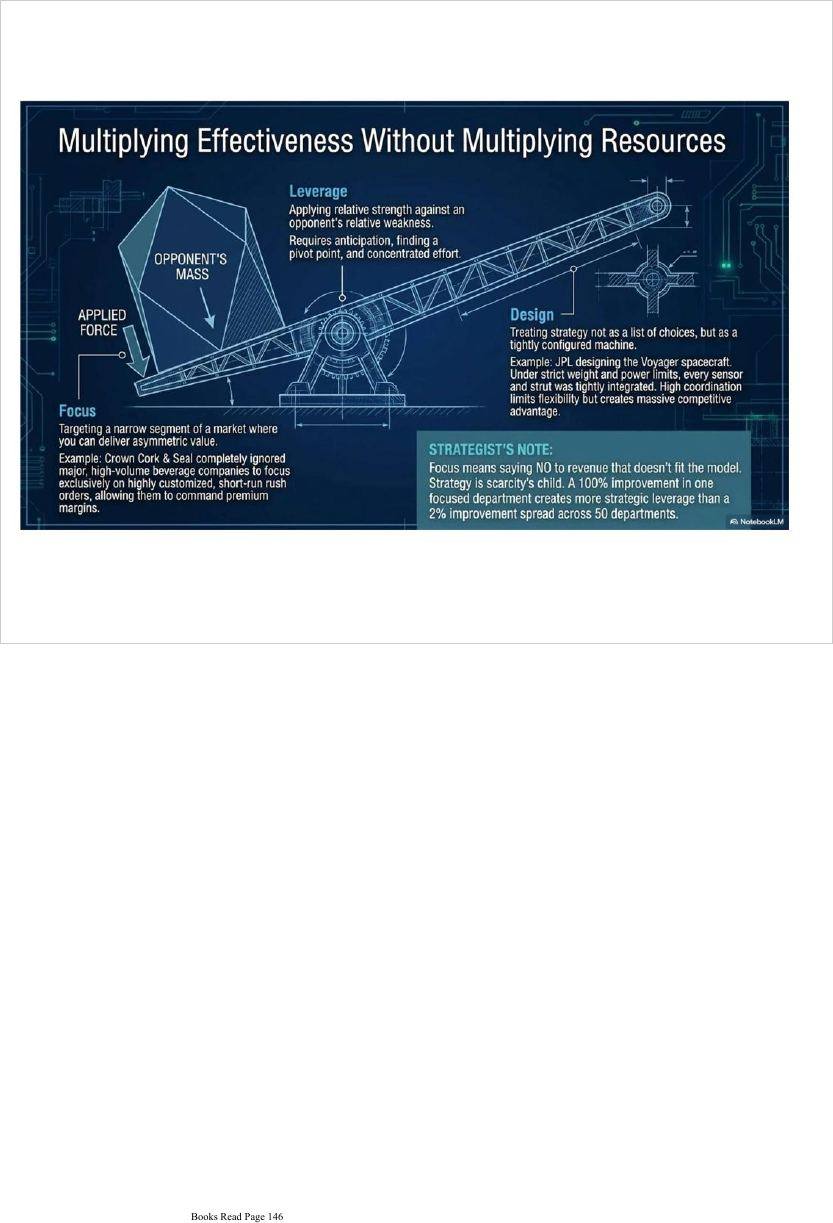 Multiplying Effectiveness Without Multiplying Resources
Leverage
Applying relative strength against an
opponent's relative weakness.
Requires anticipation, finding a
pivot point, and concentrated effort.
OPPONENT'S
MASS
APPLIED
FORCE
Design
Treating strategy not as a list of choices, but as a
tightly configured machine.
Example: JPL designing the Voyager spacecraft.
Under strict weight and power limits, every sensor
and strut was tightly integrated. High coordination
limits flexibility but creates massive competitive
advantage.
Focus
Targeting a narrow segment of a market where
you can deliver asymmetric value.
Example: Crown Cork & Seal completely ignored
major, high-volume beverage companies to focus
exclusively on highly customized, short-run rush
orders, allowing them to command premium
margins.
STRATEGIST'S NOTE:
Focus means saying NO to revenue that doesn't fit the model.
Strategy is scarcity's child. A 100% improvement in one
focused department creates more strategic leverage than a
2% improvement spread across 50 departments.
NotebookLM
Books Read Page 146